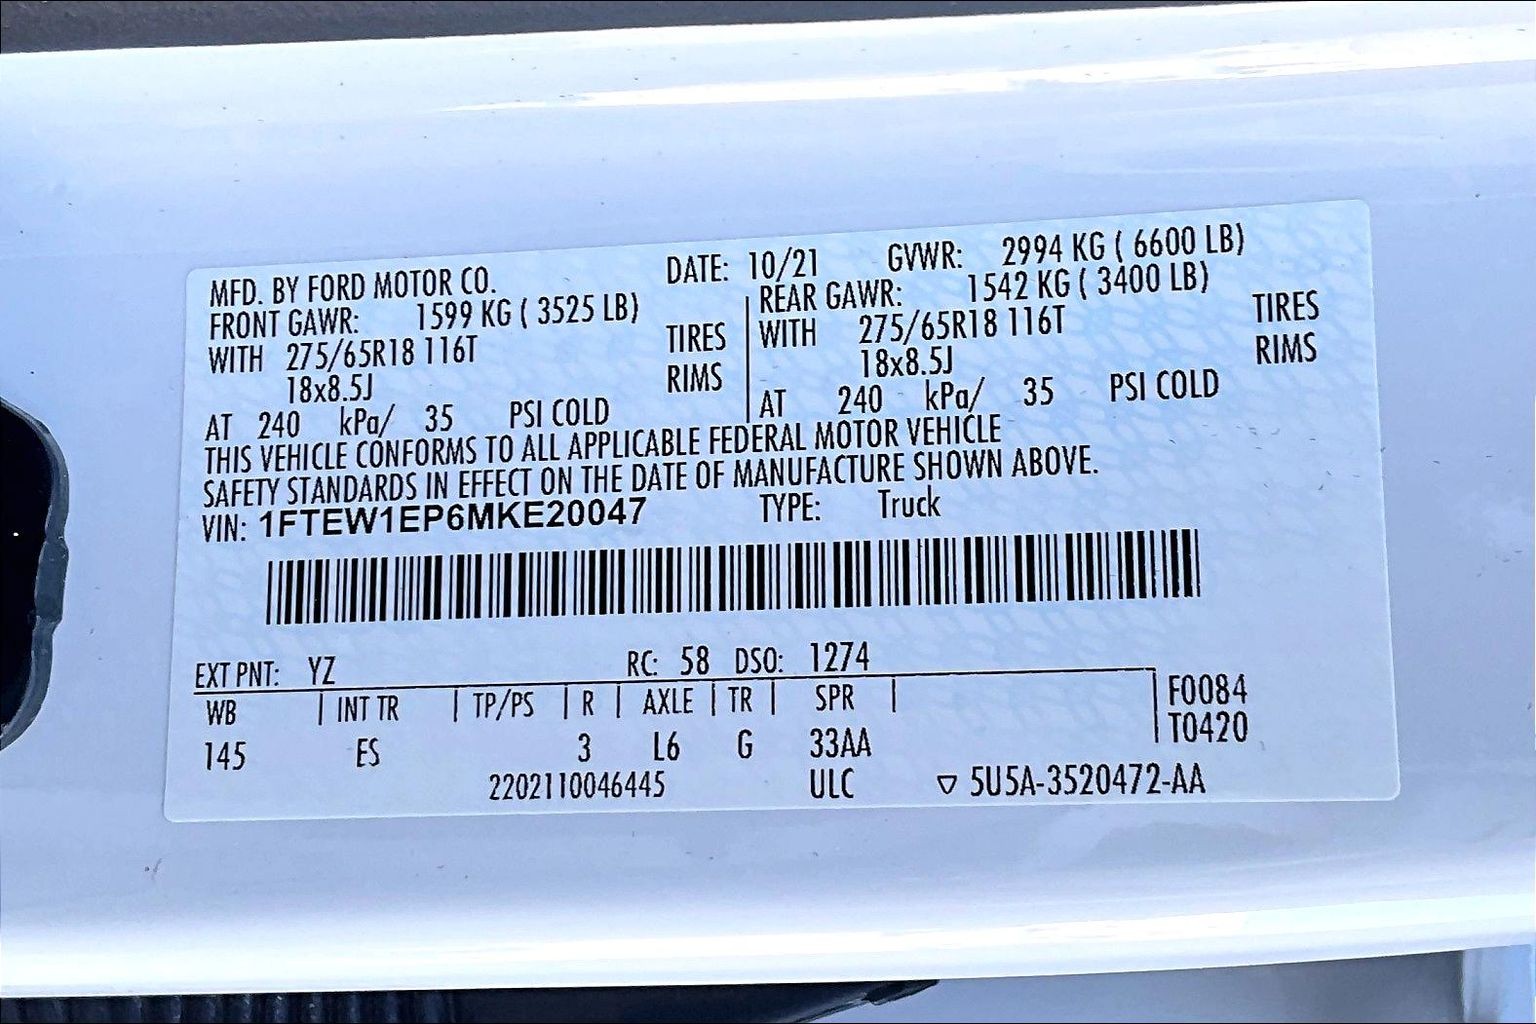 MFD. BY FORD MOTOR CO. DATE: 10/21 GVWR: 2994 KG ( 6600 LB)
FRONT GAWR: 1599 KG ( 3525 LB) REAR GAWR: 1542 KG ( 3400 LB)
WITH 275/65R18 116T TIRES WITH 275/65R18 116T TIRES
18x8.5J RIMS 18x8.5J RIMS
AT 240 kPa/ 35 PSI COLD AT 240 kPa/ 35 PSI COLD
THIS VEHICLE CONFORMS TO ALL APPLICABLE FEDERAL MOTOR VEHICLE
SAFETY STANDARDS IN EFFECT ON THE DATE OF MANUFACTURE SHOWN ABOVE.
VIN: 1FTEW1EP6MKE20047 TYPE: Truck
EXT PNT: YZ RC: 58 DSO: 1274
WB INT TR TP/PS R AXLE TR SPR F0084
145 ES 3 L6 G 33AA T0420
2202110046445 ULC ▽ 5U5A-3520472-AA